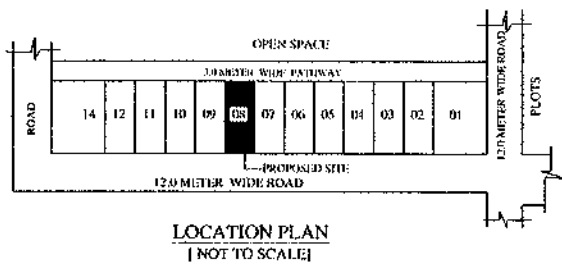 OPEN SPACE
3.0 METER WIDE PATHWAY
ROAD
14 12 11 10 09 08 07 06 05 04 03 02 01
12.0 METER WIDE ROAD
PLOTS
PROPOSED SITE
12.0 METER WIDE ROAD
LOCATION PLAN
[ NOT TO SCALE]